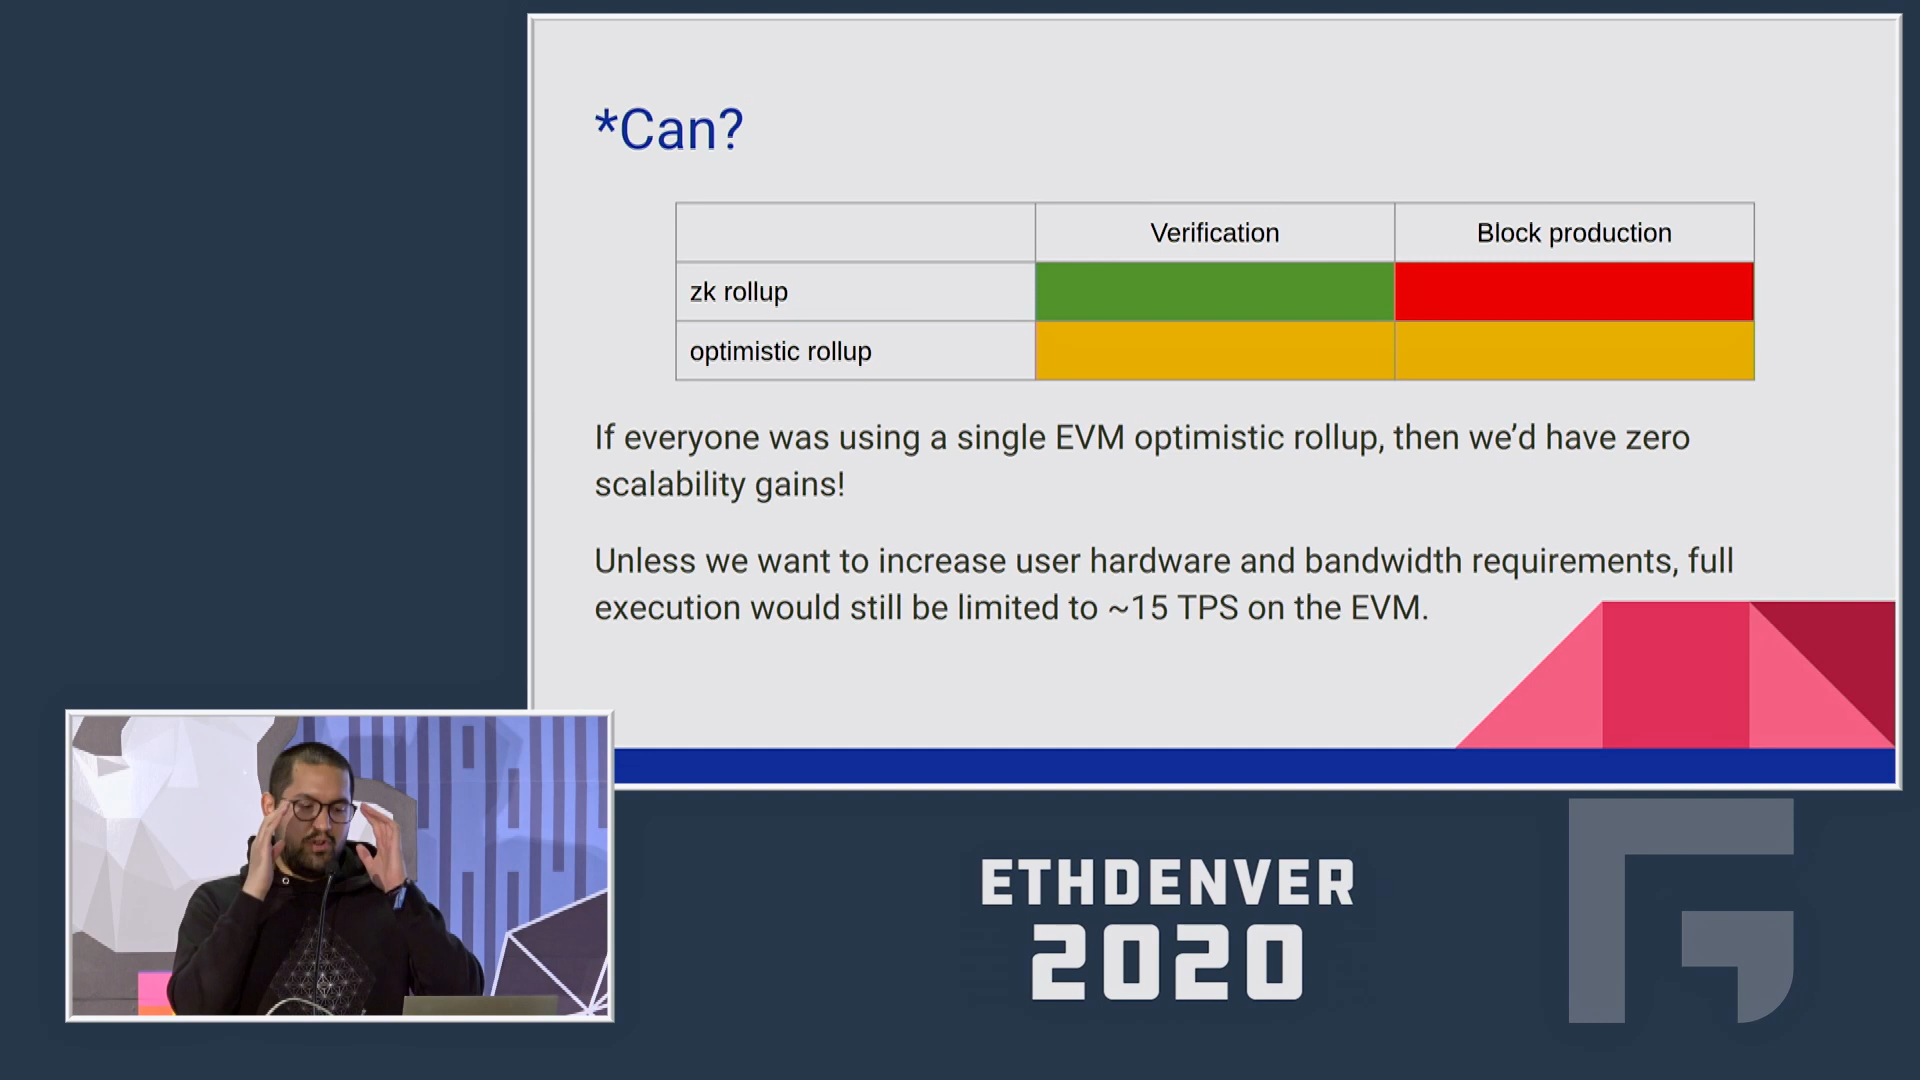 *Can?
Verification
Block production
zk rollup
optimistic rollup
If everyone was using a single EVM optimistic rollup, then we’d have zero
scalability gains!
Unless we want to increase user hardware and bandwidth requirements, full
execution would still be limited to ~15 TPS on the EVM.
ETHDENVER
2020